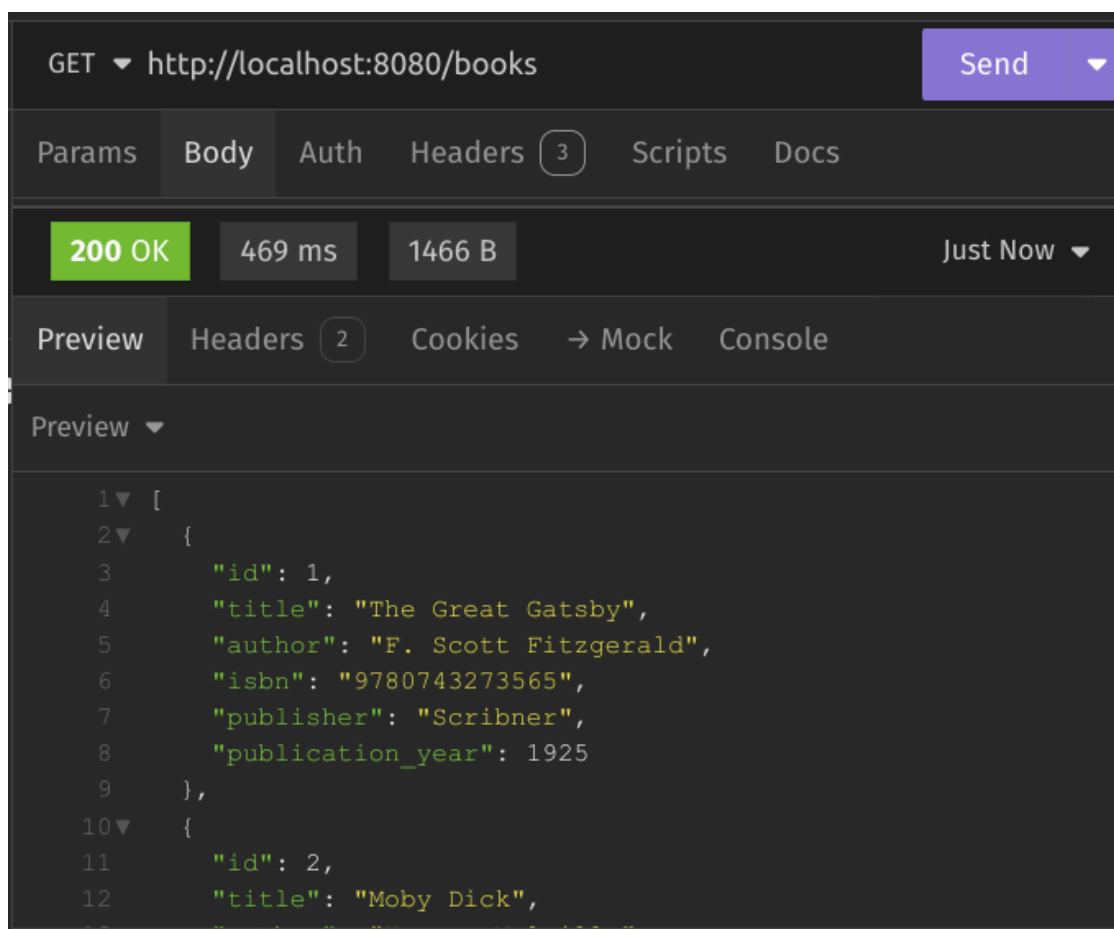 GET http://localhost:8080/books Send
Params Body Auth Headers 3 Scripts Docs
200 OK 469 ms 1466 B Just Now
Preview Headers 2 Cookies → Mock Console
Preview
1 [
2 {
3 "id": 1,
4 "title": "The Great Gatsby",
5 "author": "F. Scott Fitzgerald",
6 "isbn": "9780743273565",
7 "publisher": "Scribner",
8 "publication_year": 1925
9 },
10 {
11 "id": 2,
12 "title": "Moby Dick",